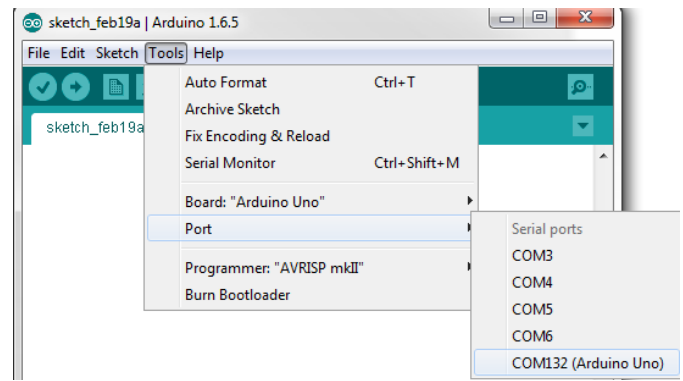 sketch_feb19a | Arduino 1.6.5
File Edit Sketch Tools Help
Auto Format Ctrl+T
Archive Sketch
sketch_feb19a
Fix Encoding & Reload
Serial Monitor Ctrl+Shift+M
Board: "Arduino Uno"
Port
Serial ports
COM3
Programmer: "AVRISP mkII"
COM4
Burn Bootloader
COM5
COM6
COM132 (Arduino Uno)